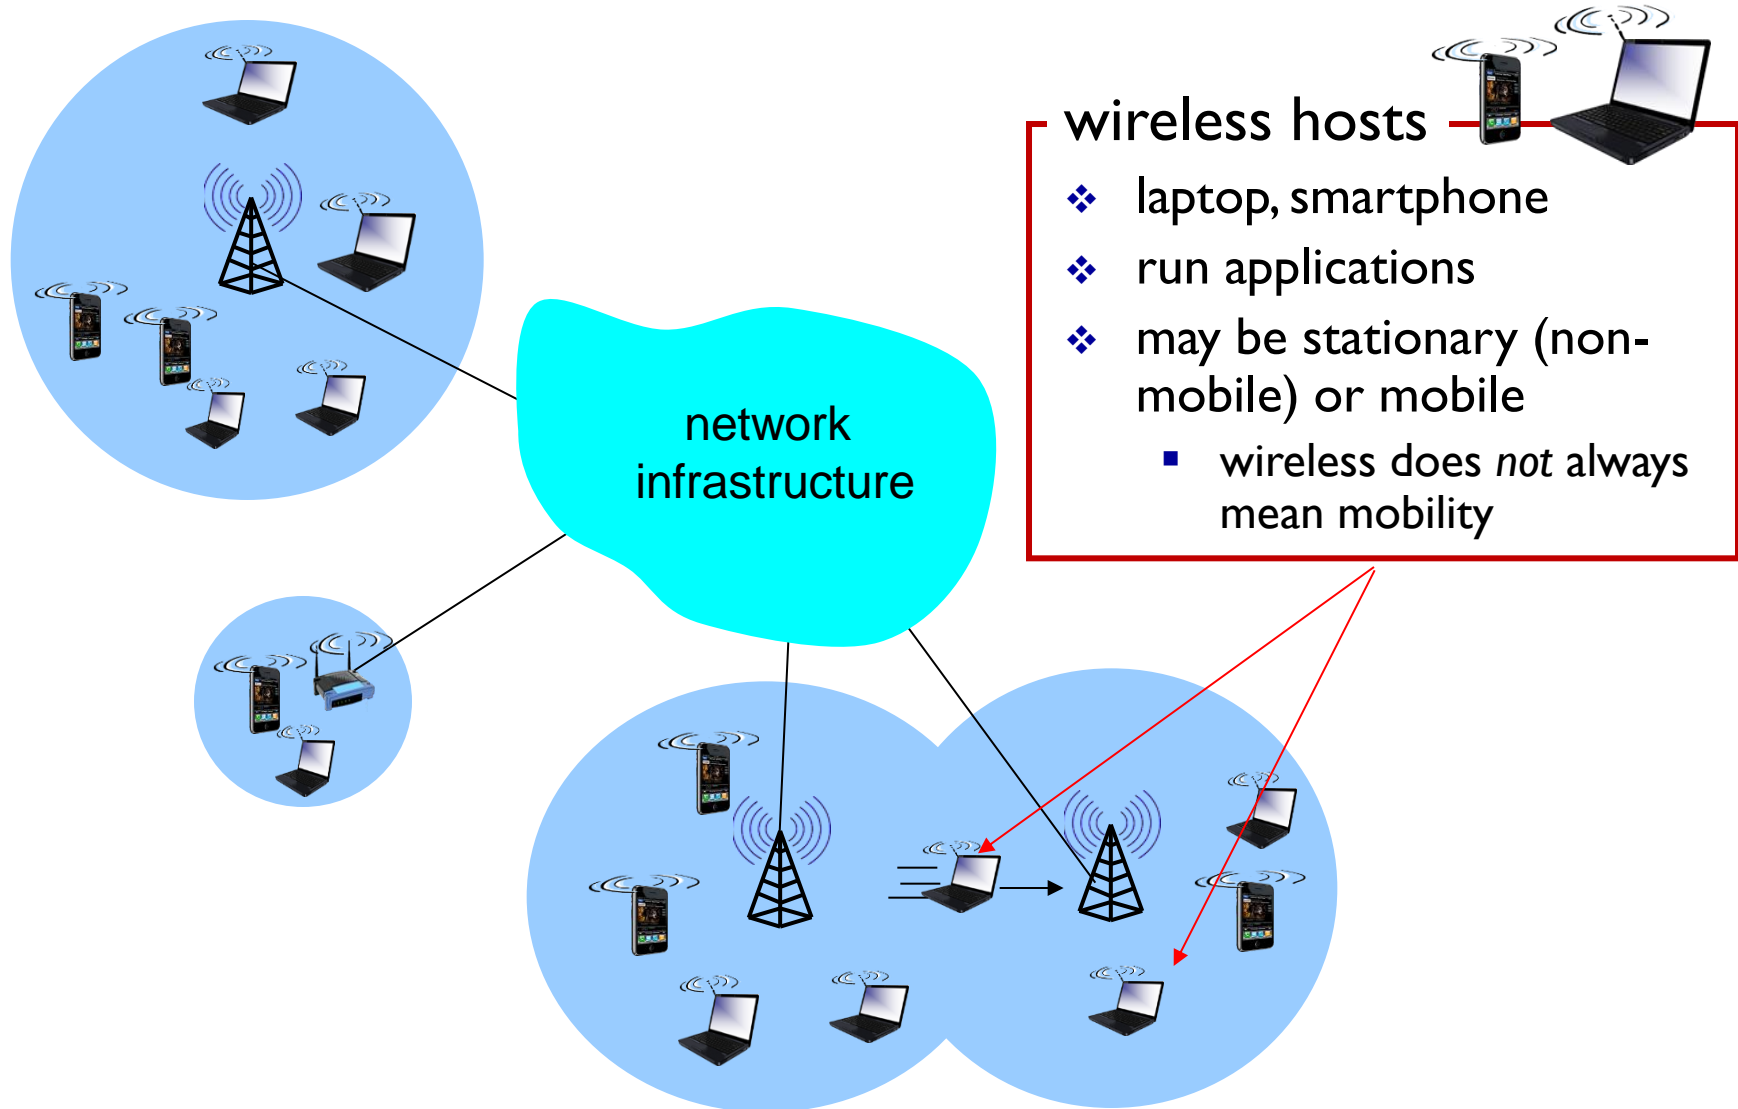 wireless hosts
❖ laptop, smartphone
❖ run applications
❖ may be stationary (non-
mobile) or mobile
▪ wireless does not always
mean mobility
network
infrastructure